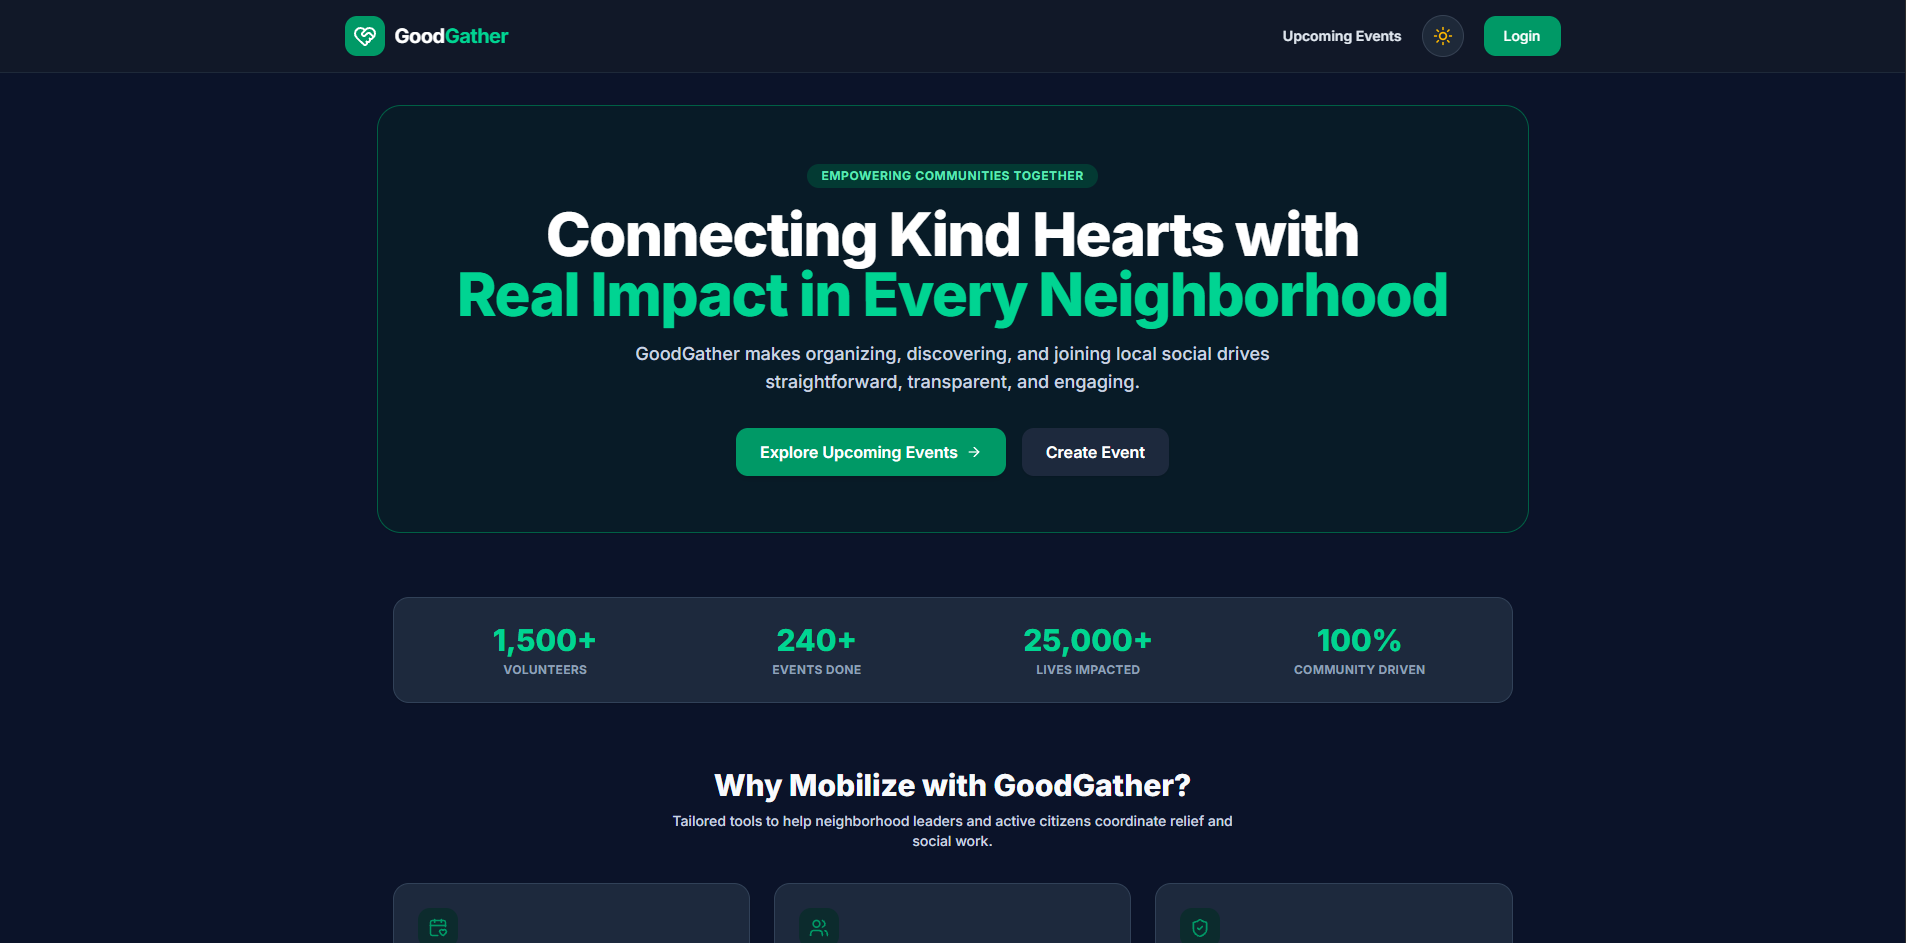 GoodGather
Upcoming Events
Login
EMPOWERING COMMUNITIES TOGETHER
Connecting Kind Hearts with
Real Impact in Every Neighborhood
GoodGather makes organizing, discovering, and joining local social drives
straightforward, transparent, and engaging.
Explore Upcoming Events →
Create Event
1,500+
VOLUNTEERS
240+
EVENTS DONE
25,000+
LIVES IMPACTED
100%
COMMUNITY DRIVEN
Why Mobilize with GoodGather?
Tailored tools to help neighborhood leaders and active citizens coordinate relief and
social work.